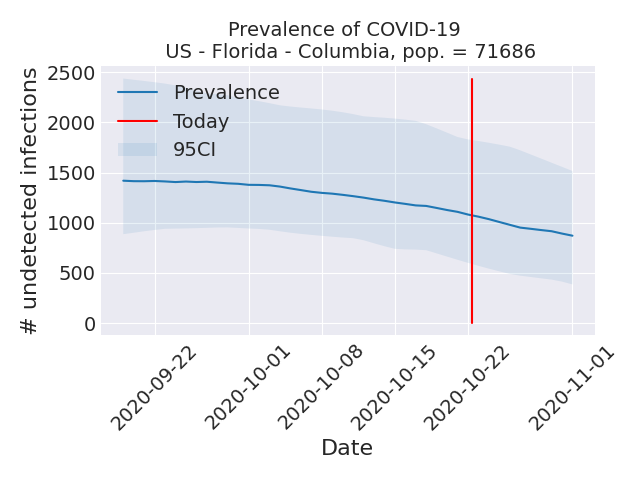 Prevalence of COVID-19
US - Florida - Columbia, pop. = 71686
# undetected infections
2500
2000
1500
1000
500
0
Prevalence
Today
95CI
2020-09-22
2020-10-01
2020-10-08
2020-10-15
2020-10-22
2020-11-01
Date